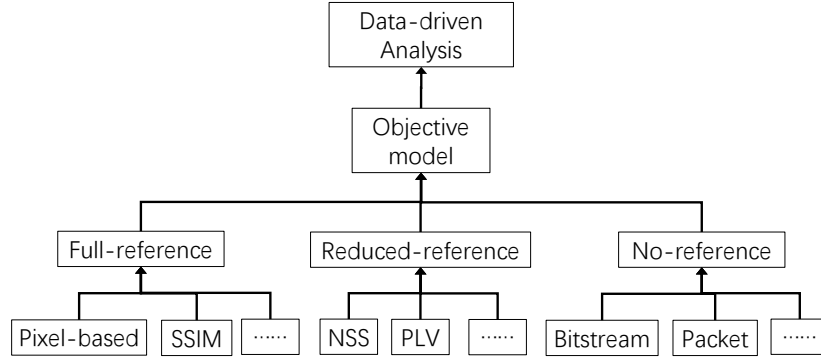 Data-driven
Analysis
Objective
model
Full-reference
Reduced-reference
No-reference
Pixel-based
SSIM
……
NSS
PLV
……
Bitstream
Packet
……